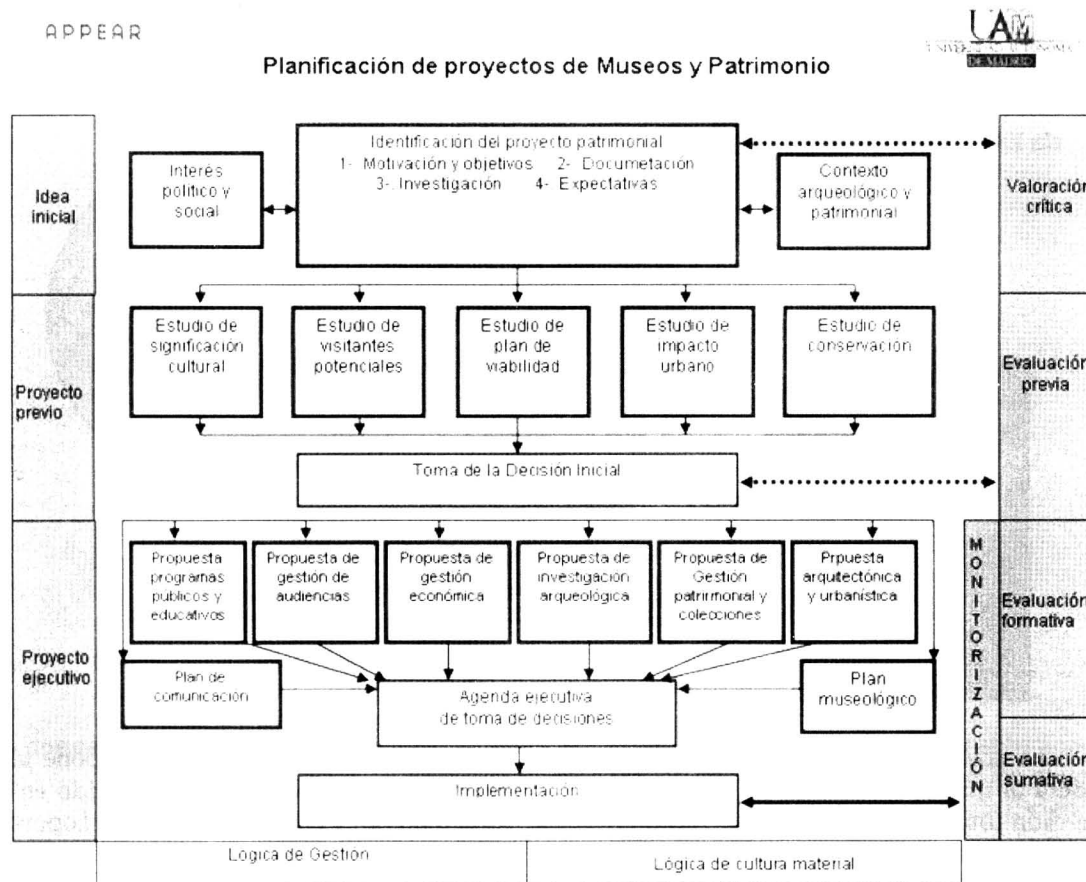 APPEAR
UAM
DE MADRID
Planificación de proyectos de Museos y Patrimonio
Idea
inicial
Interés
político y
social
Identificación del proyecto patrimonial
1- Motivación y objetivos 2- Documetación
3- Investigación 4- Expectativas
Contexto
arqueológico y
patrimonial
Valoración
crítica
Proyecto
previo
Estudio de
significación
cultural
Estudio de
visitantes
potenciales
Estudio de
plan de
viabilidad
Estudio de
impacto
urbano
Estudio de
conservación
Evaluación
previa
Toma de la Decisión Inicial
Proyecto
ejecutivo
Propuesta
programas
públicos y
educativos
Propuesta de
gestión de
audiencias
Propuesta de
gestión
económica
Propuesta de
investigación
arqueológica
Propuesta de
Gestión
patrimonial y
colecciones
Prpuesta
arquitectónica
y urbanística
MONITORIZACIÓN
Evaluación
formativa
Plan de
comunicación
Agenda ejecutiva
de toma de decisiones
Plan
museológico
Implementación
Evaluación
sumativa
Lógica de Gestión
Lógica de cultura material